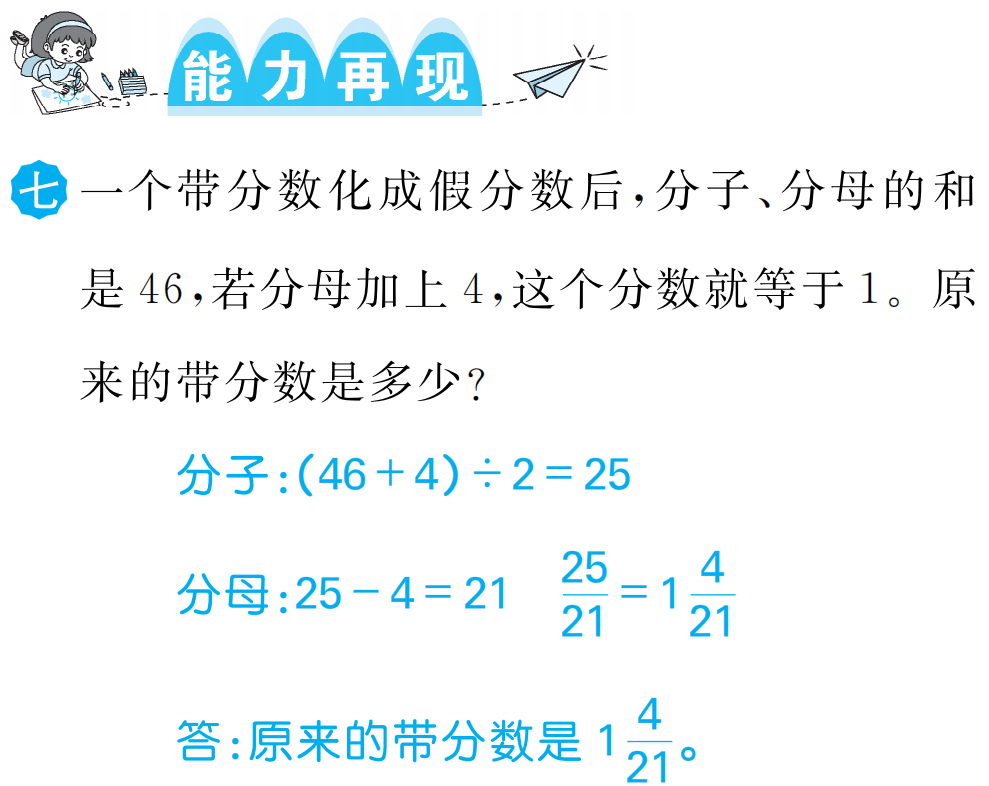 能力再现
七 一个带分数化成假分数后,分子、分母的和
是 46,若分母加上 4,这个分数就等于 1。原
来的带分数是多少?
分子:(46+4)÷2=25
分母:25-4=21 25/21=1 4/21
答:原来的带分数是 1 4/21。